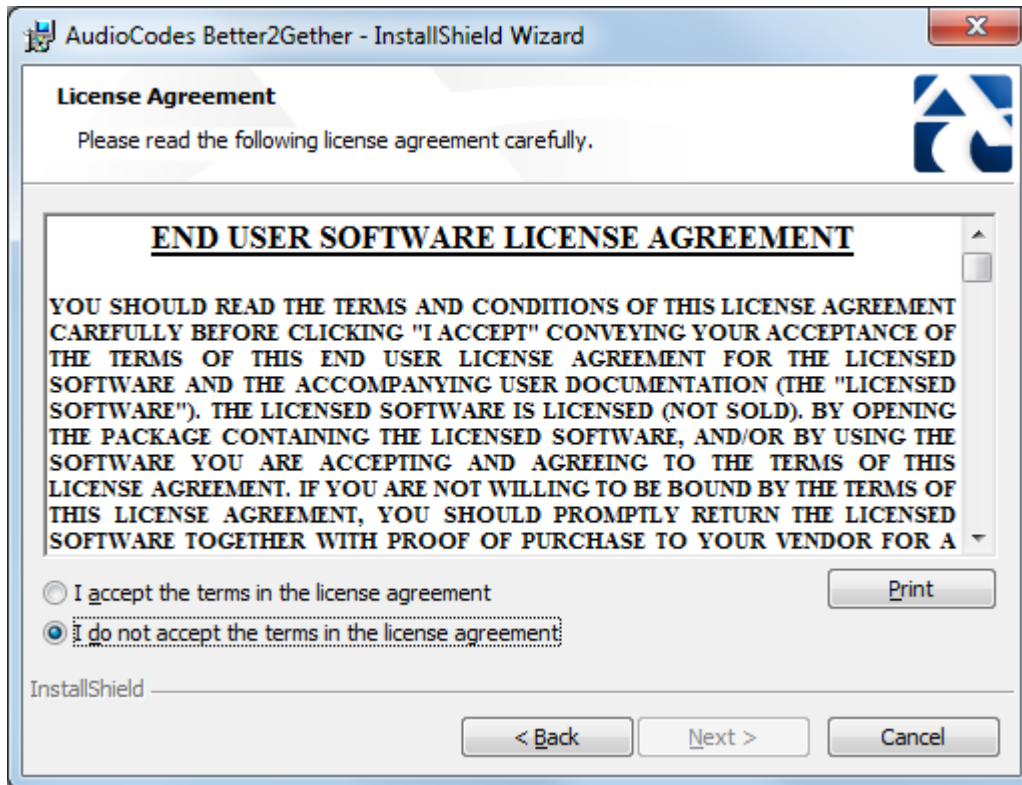 AudioCodes Better2Gether - InstallShield Wizard
License Agreement
Please read the following license agreement carefully.
END USER SOFTWARE LICENSE AGREEMENT
YOU SHOULD READ THE TERMS AND CONDITIONS OF THIS LICENSE AGREEMENT
CAREFULLY BEFORE CLICKING "I ACCEPT" CONVEYING YOUR ACCEPTANCE OF
THE TERMS OF THIS END USER LICENSE AGREEMENT FOR THE LICENSED
SOFTWARE AND THE ACCOMPANYING USER DOCUMENTATION (THE "LICENSED
SOFTWARE"). THE LICENSED SOFTWARE IS LICENSED (NOT SOLD). BY OPENING
THE PACKAGE CONTAINING THE LICENSED SOFTWARE, AND/OR BY USING THE
SOFTWARE YOU ARE ACCEPTING AND AGREEING TO THE TERMS OF THIS
LICENSE AGREEMENT. IF YOU ARE NOT WILLING TO BE BOUND BY THE TERMS OF
THIS LICENSE AGREEMENT, YOU SHOULD PROMPTLY RETURN THE LICENSED
SOFTWARE TOGETHER WITH PROOF OF PURCHASE TO YOUR VENDOR FOR A
I accept the terms in the license agreement
Print
I do not accept the terms in the license agreement
InstallShield
< Back
Next >
Cancel